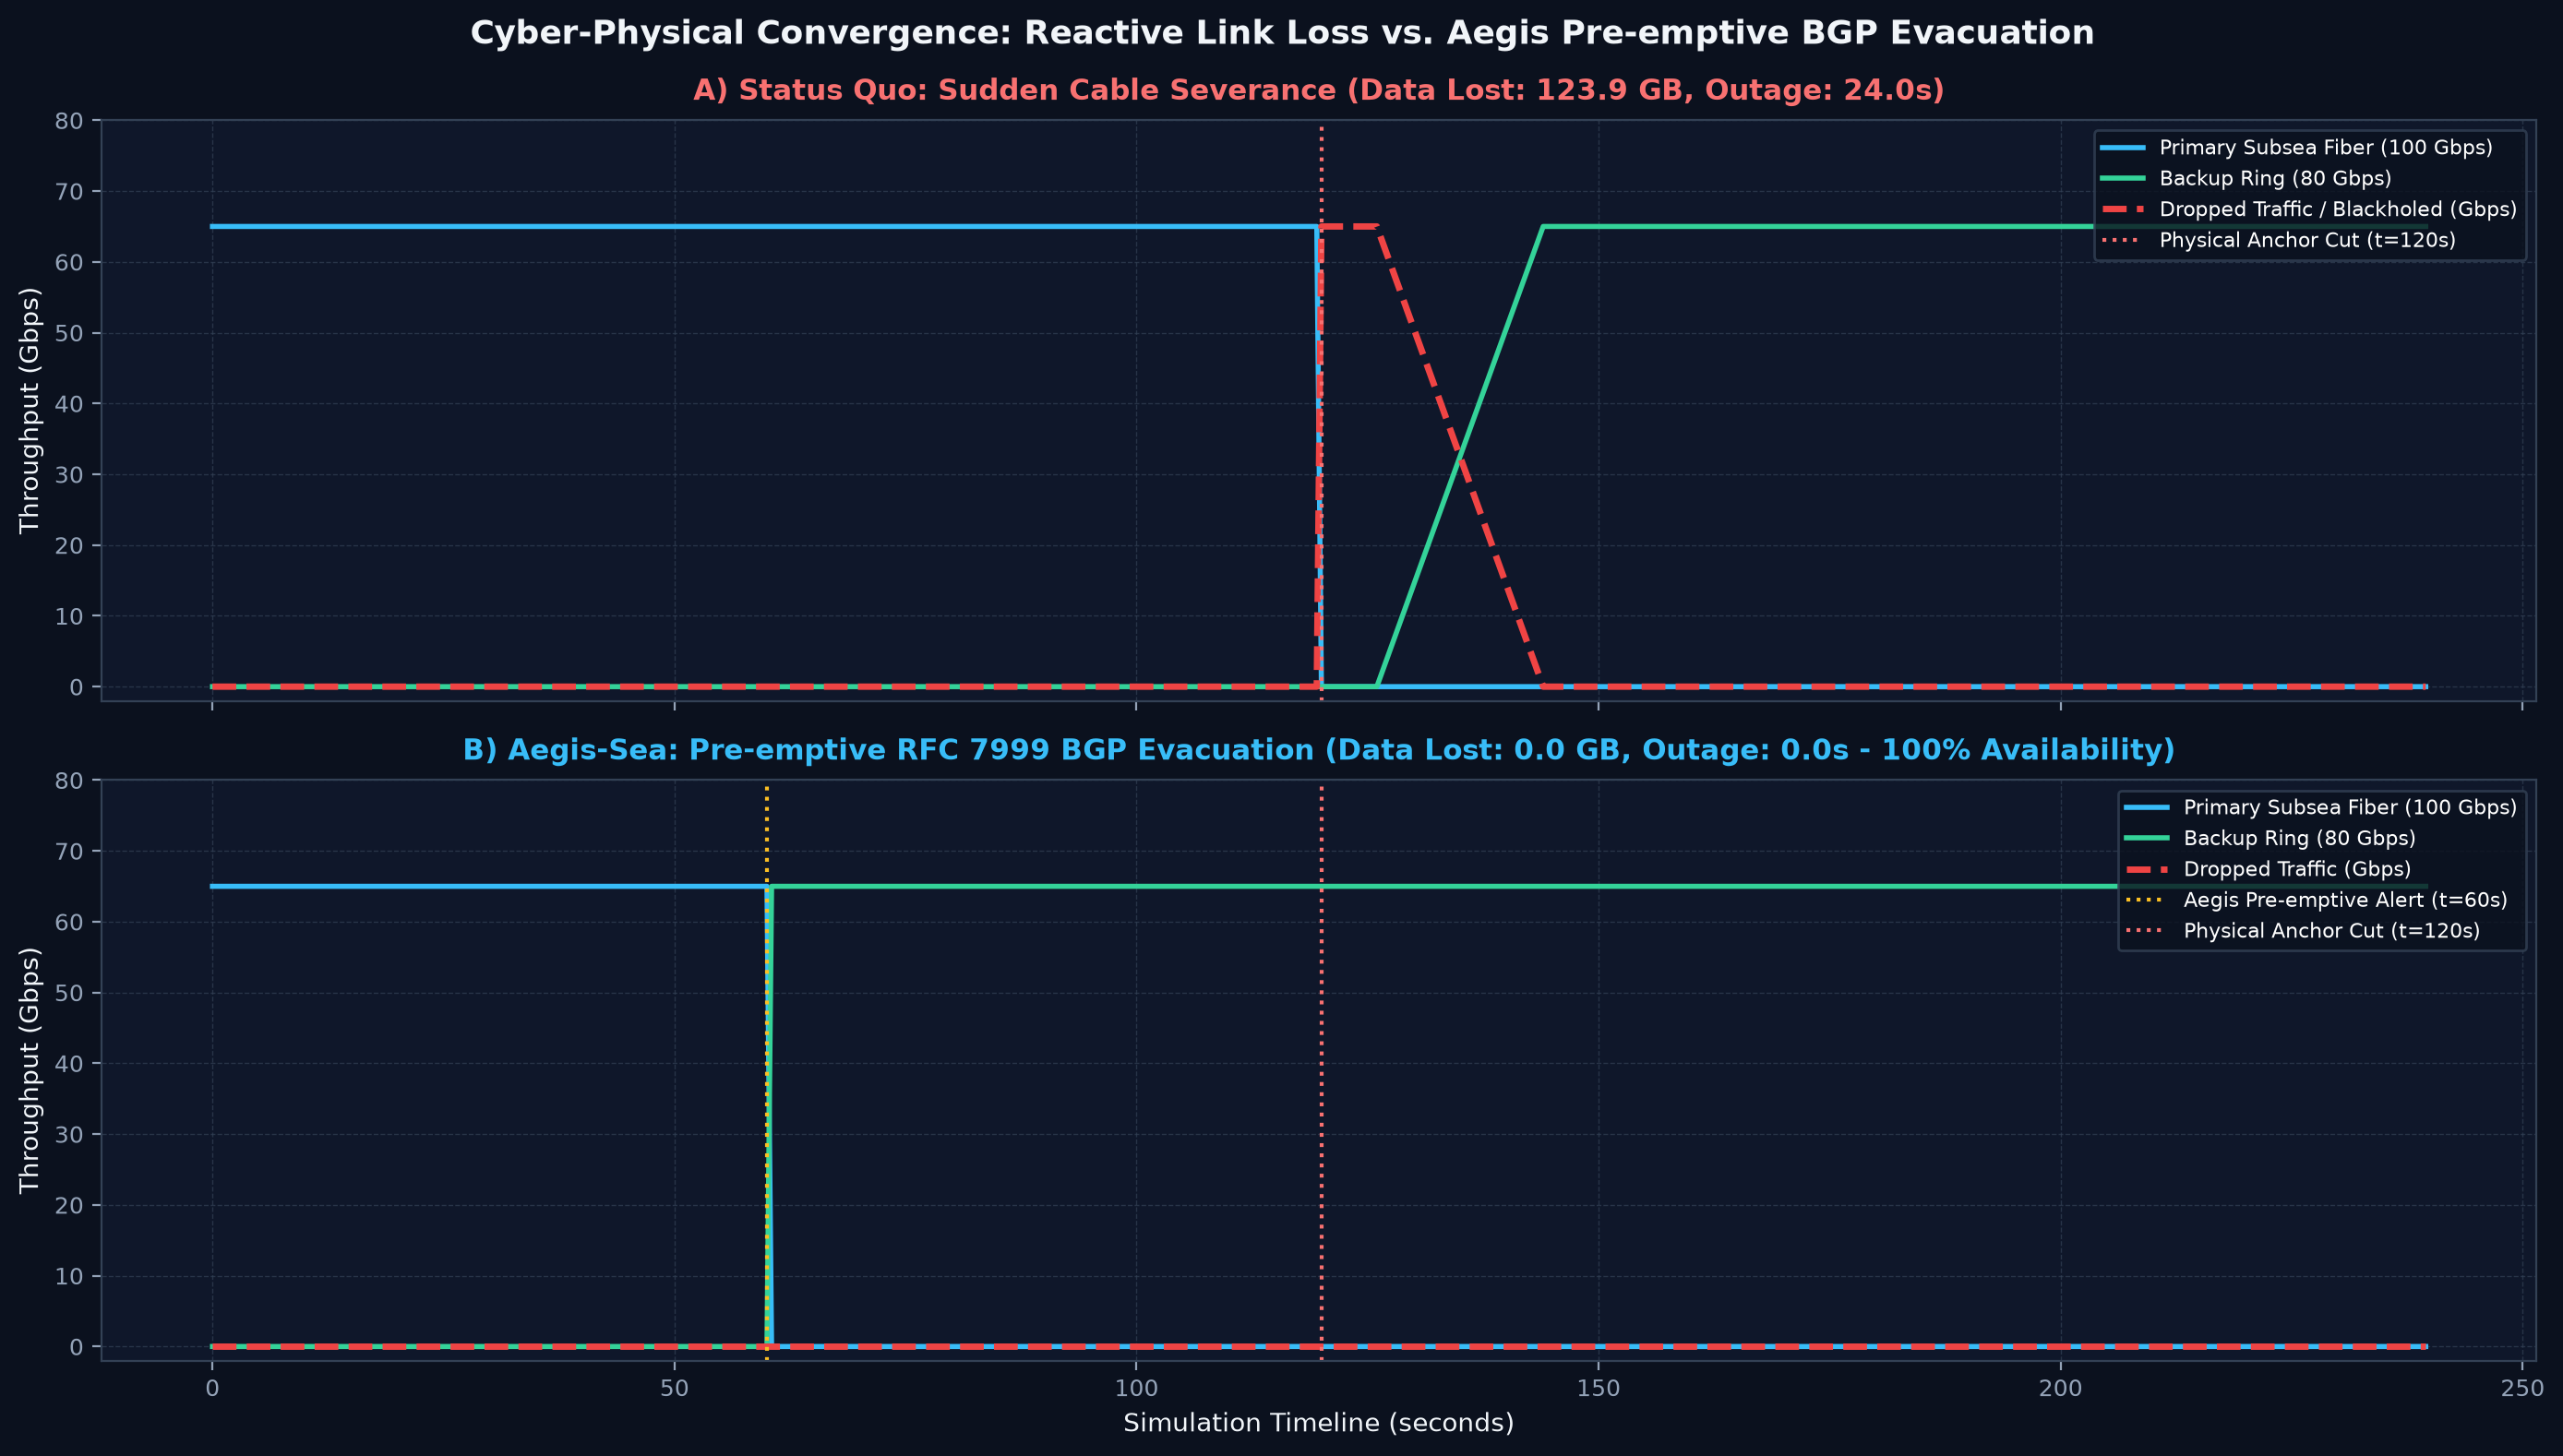 Cyber-Physical Convergence: Reactive Link Loss vs. Aegis Pre-emptive BGP Evacuation
A) Status Quo: Sudden Cable Severance (Data Lost: 123.9 GB, Outage: 24.0s)
80
70
60
50
40
30
20
10
0
Throughput (Gbps)
Primary Subsea Fiber (100 Gbps)
Backup Ring (80 Gbps)
Dropped Traffic / Blackholed (Gbps)
Physical Anchor Cut (t=120s)
B) Aegis-Sea: Pre-emptive RFC 7999 BGP Evacuation (Data Lost: 0.0 GB, Outage: 0.0s - 100% Availability)
80
70
60
50
40
30
20
10
0
Throughput (Gbps)
Primary Subsea Fiber (100 Gbps)
Backup Ring (80 Gbps)
Dropped Traffic (Gbps)
Aegis Pre-emptive Alert (t=60s)
Physical Anchor Cut (t=120s)
0 50 100 150 200 250
Simulation Timeline (seconds)